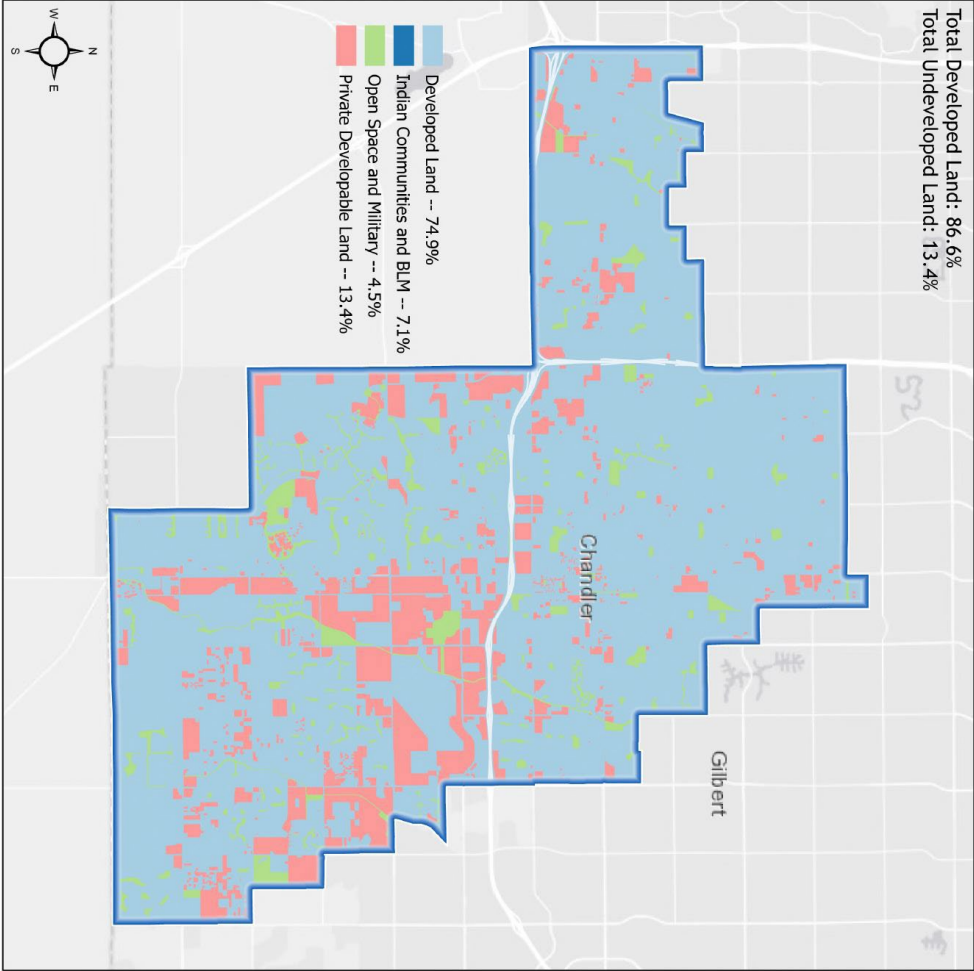 Total Developed Land: 86.6%
Total Undeveloped Land: 13.4%
Gilbert
Chandler
Developed Land -- 74.9%
Indian Communities and BLM -- 7.1%
Open Space and Military -- 4.5%
Private Developable Land -- 13.4%
N
W E
S